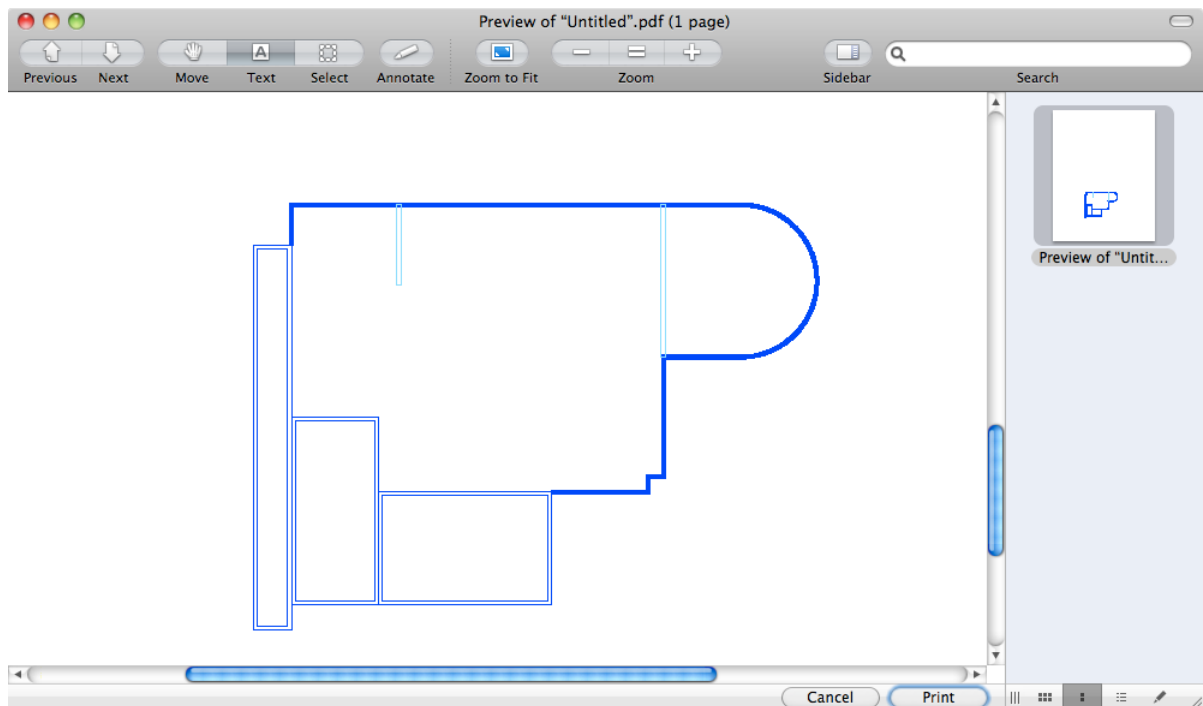 Preview of “Untitled”.pdf (1 page)
A
Previous Next Move Text Select Annotate Zoom to Fit Zoom Sidebar Search
Preview of "Untit...
Cancel Print